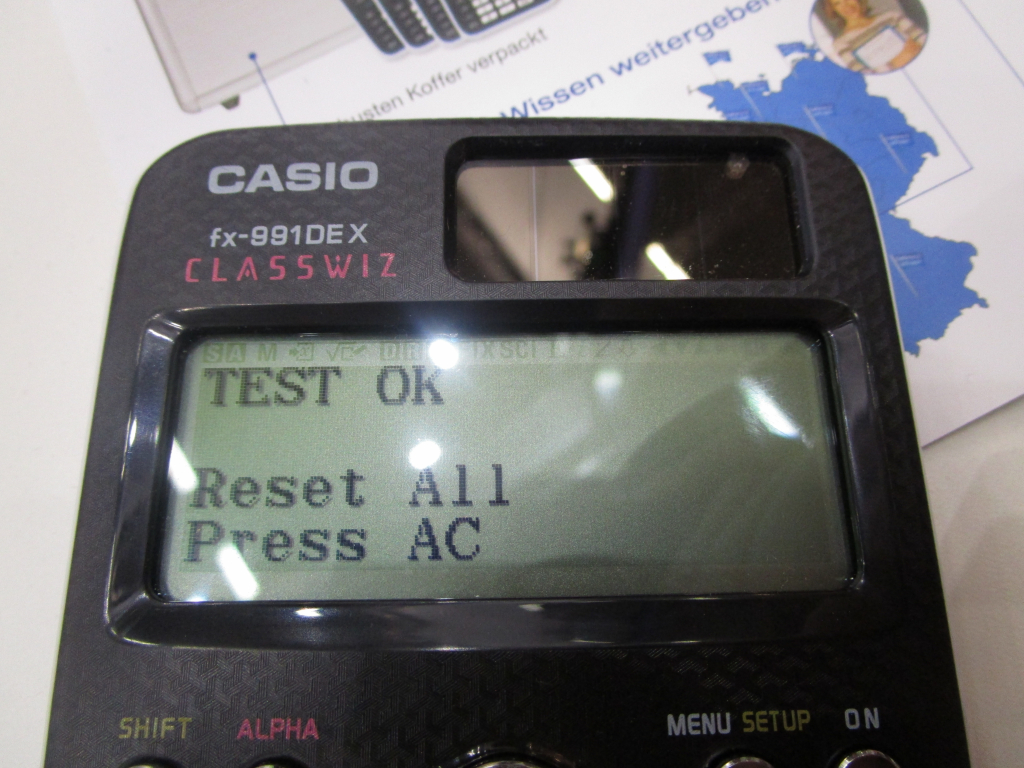 Koffer verpackt
Wissen weitergeben
CASIO
fx-991DE X
CLASSWIZ
TEST OK
Reset All
Press AC
SHIFT ALPHA MENU SETUP ON